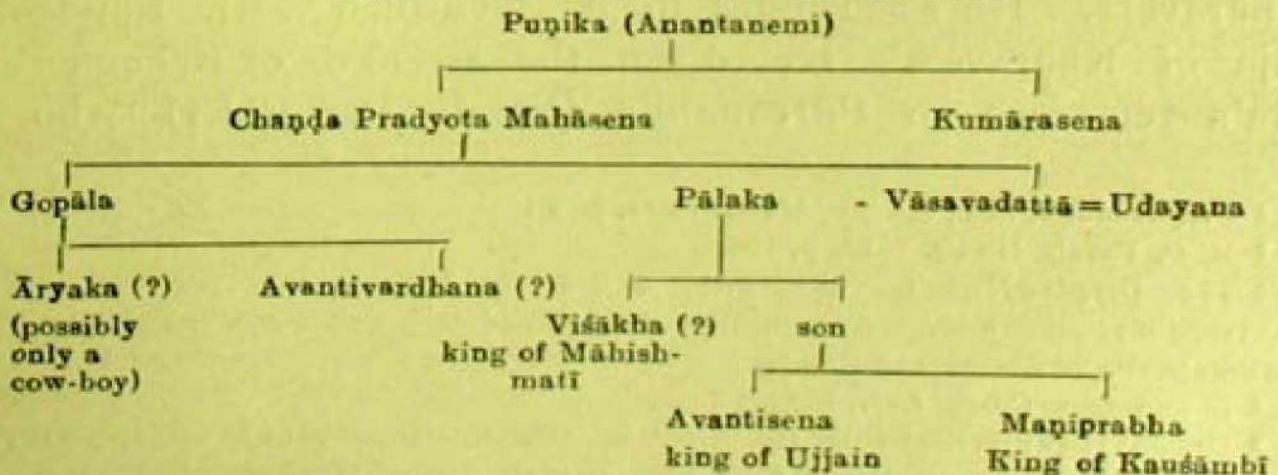 Puṇika (Anantanemi)
Chaṇḍa Pradyota Mahāsena Kumārasena
Gopāla Pālaka - Vāsavadattā = Udayana
Āryaka (?) Avantivardhana (?)
(possibly Viśākha (?) son
only a king of Māhish-
cow-boy) matī
Avantisena Maṇiprabha
king of Ujjain King of Kauśāmbī